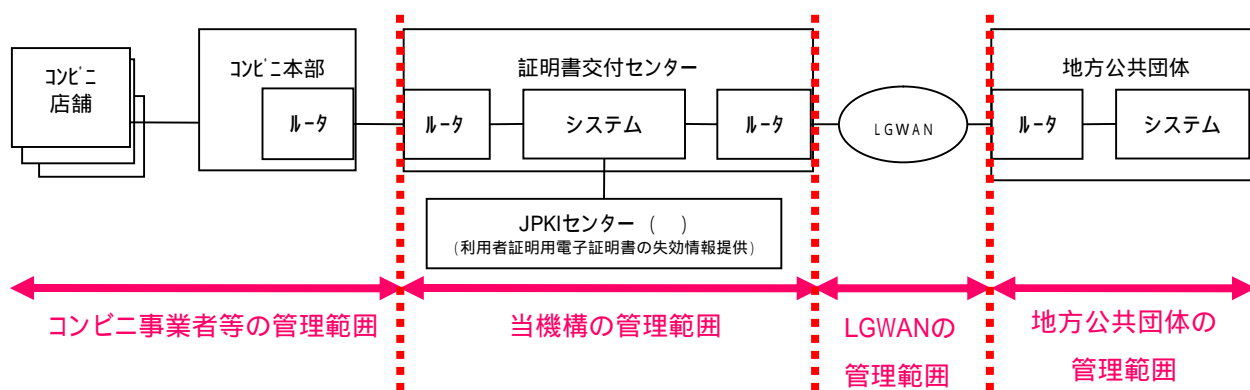 コンビニ
店舗
コンビニ本部
ルータ
証明書交付センター
ルータ
システム
ルータ
LGWAN
地方公共団体
ルータ
システム
JPKIセンター (　)
(利用者証明用電子証明書の失効情報提供)
コンビニ事業者等の管理範囲
当機構の管理範囲
LGWANの
管理範囲
地方公共団体の
管理範囲